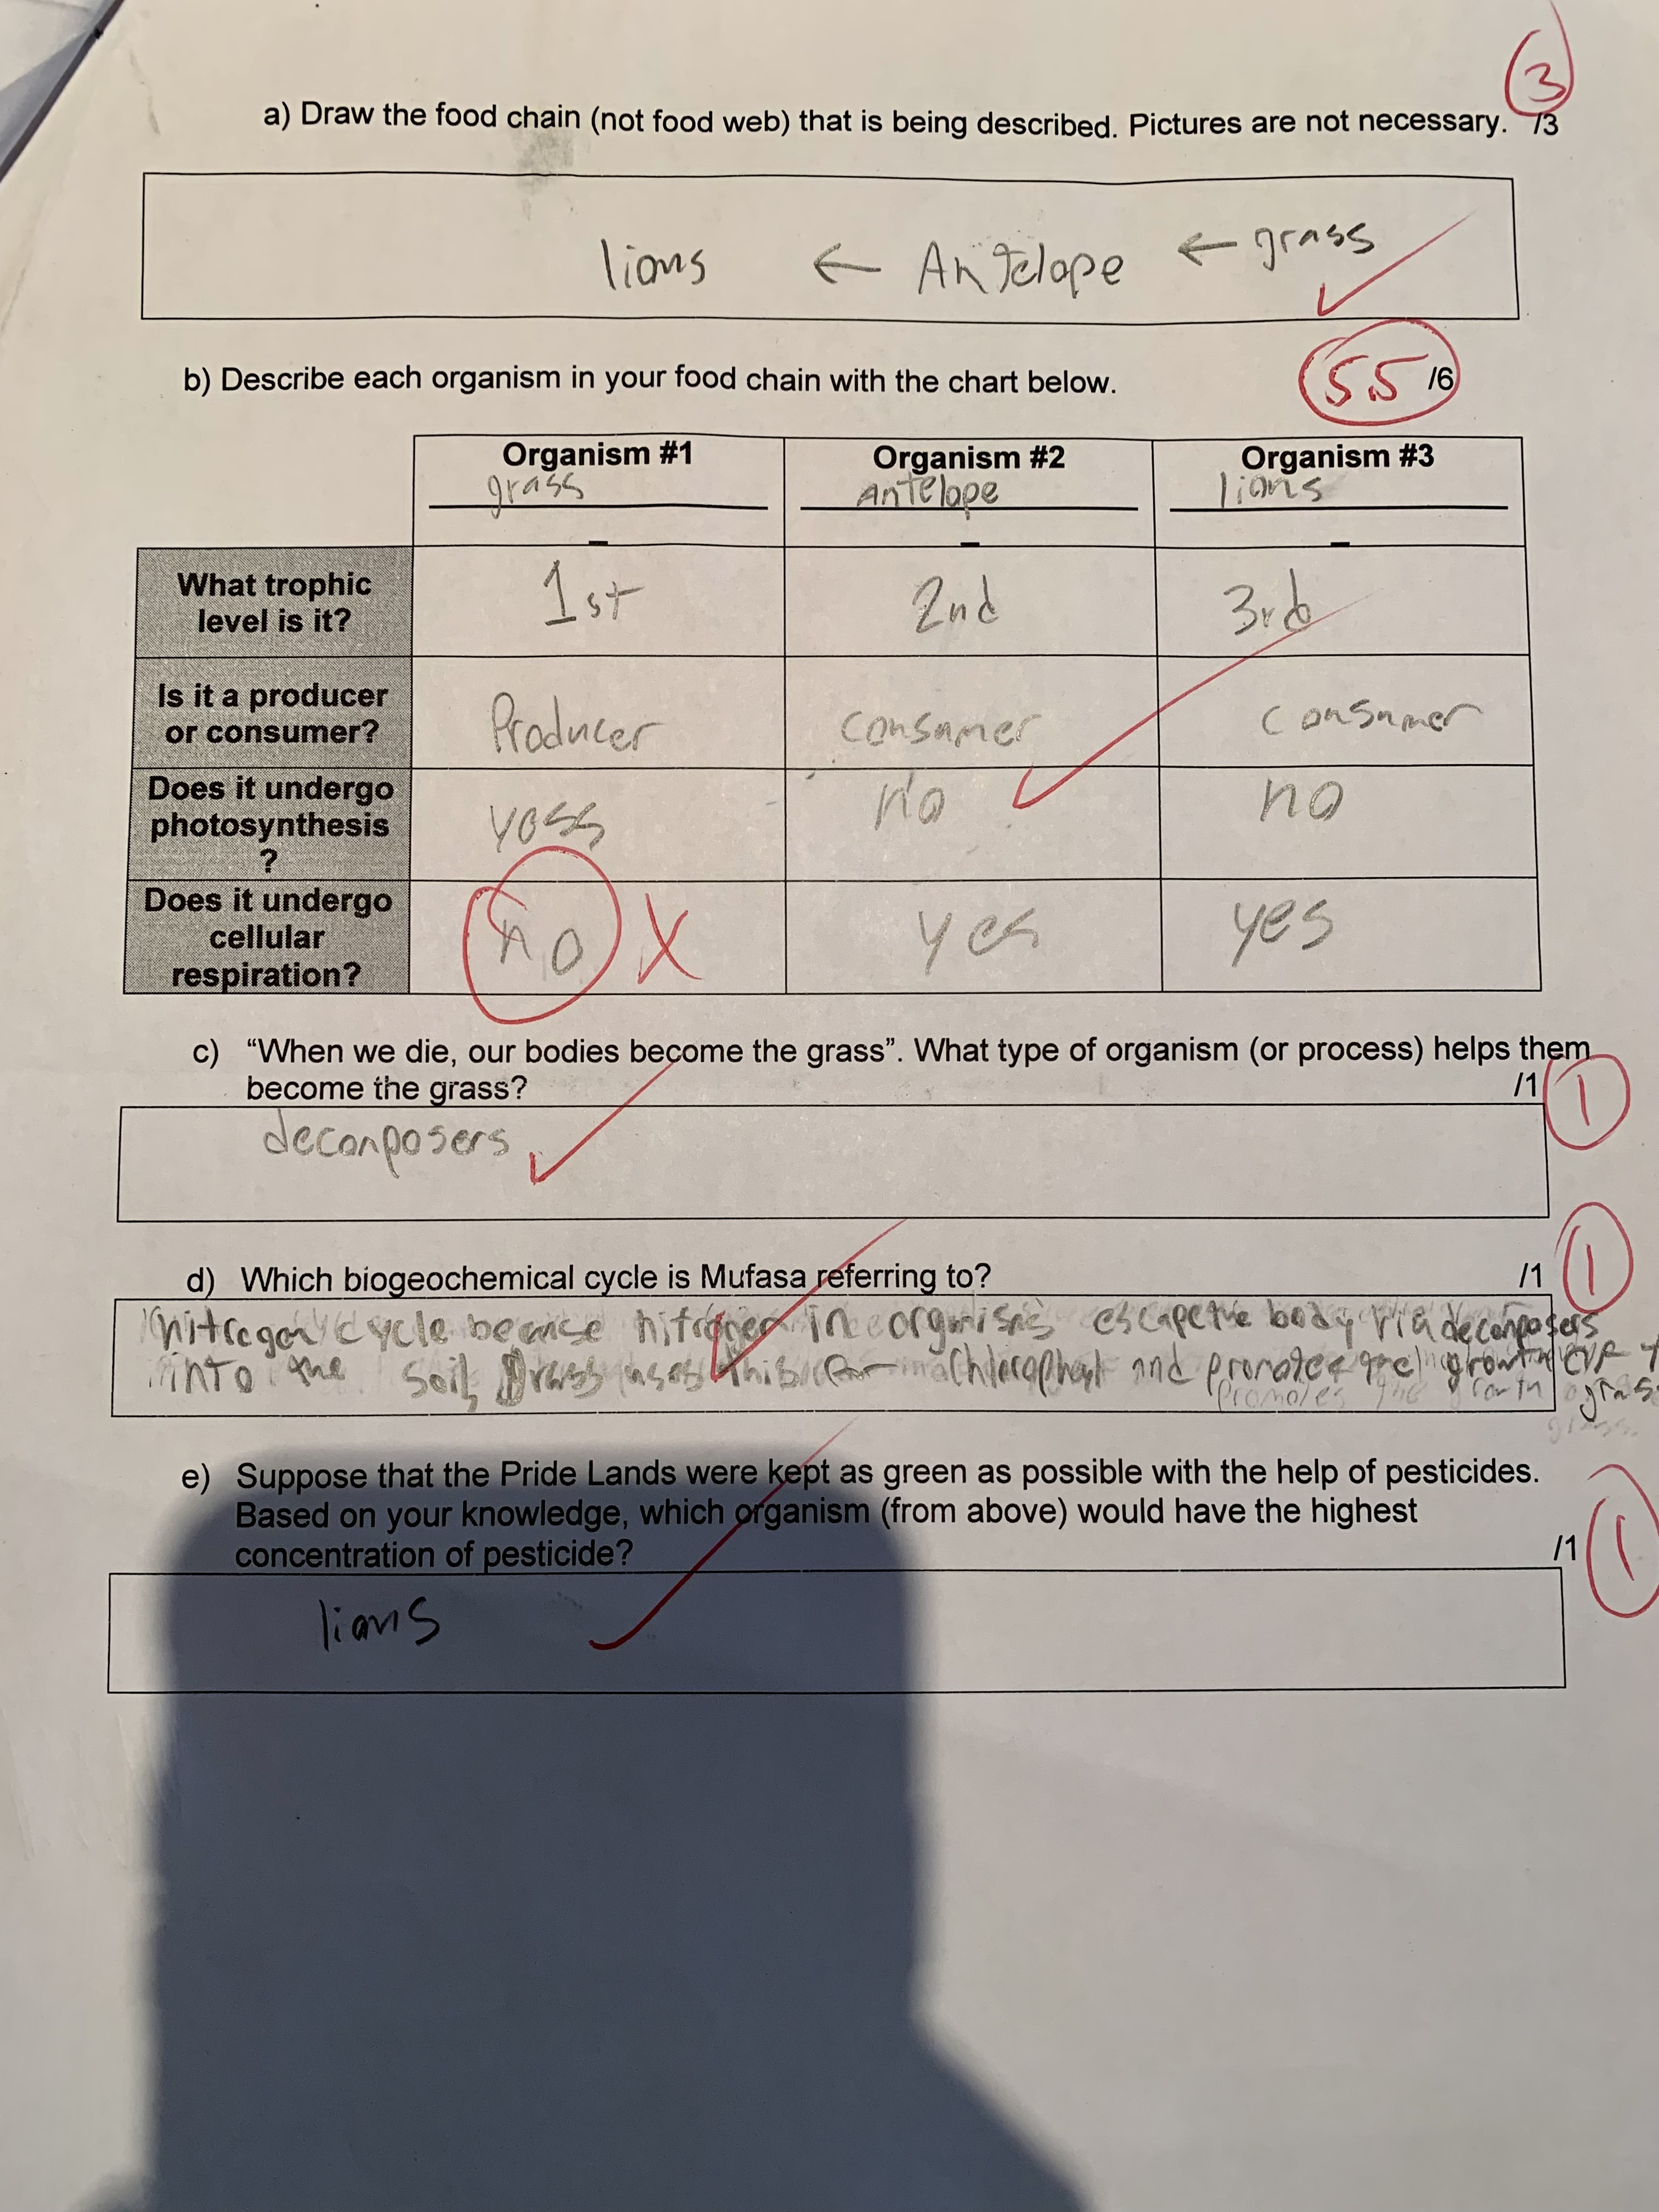 3
a) Draw the food chain (not food web) that is being described. Pictures are not necessary. /3
lions ← Antelope ← grass
b) Describe each organism in your food chain with the chart below. 5.5 /6
Organism #1 Organism #2 Organism #3
grass Antelope lions
What trophic level is it? 1st 2nd 3rd
Is it a producer or consumer? Producer consumer consumer
Does it undergo photosynthesis ? yess no no
Does it undergo cellular respiration? no X yes yes
c) “When we die, our bodies become the grass”. What type of organism (or process) helps them
become the grass? /1 1
deconposers
d) Which biogeochemical cycle is Mufasa referring to? /1 1
nitrogen cycle because nitrogen in organisns escape the body via deconposers
into the soil, Grass uses this for Chlorophyl and promotes the growth
grass
e) Suppose that the Pride Lands were kept as green as possible with the help of pesticides.
Based on your knowledge, which organism (from above) would have the highest
concentration of pesticide? /1 1
lions